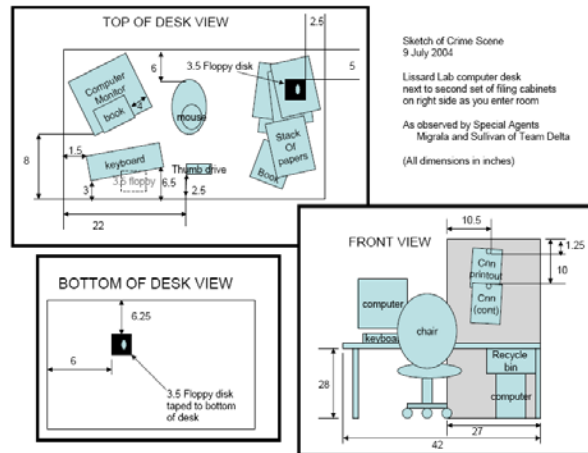 TOP OF DESK VIEW
2.5
3.5 Floppy disk
5
6
Computer
Monitor
book
4
mouse
8
1.5
keyboard
3.5 floppy
3
6.5
Thumb drive
2.5
22
Stack
Of
papers
Book
Sketch of Crime Scene
9 July 2004
Lissard Lab computer desk
next to second set of filing cabinets
on right side as you enter room
As observed by Special Agents
Migrala and Sullivan of Team Delta
(All dimensions in inches)
BOTTOM OF DESK VIEW
6.25
6
3.5 Floppy disk
taped to bottom
of desk
FRONT VIEW
10.5
1.25
10
Cnn
printout
Cnn
(cont)
computer
keyboa
chair
Recycle
bin
computer
28
27
42